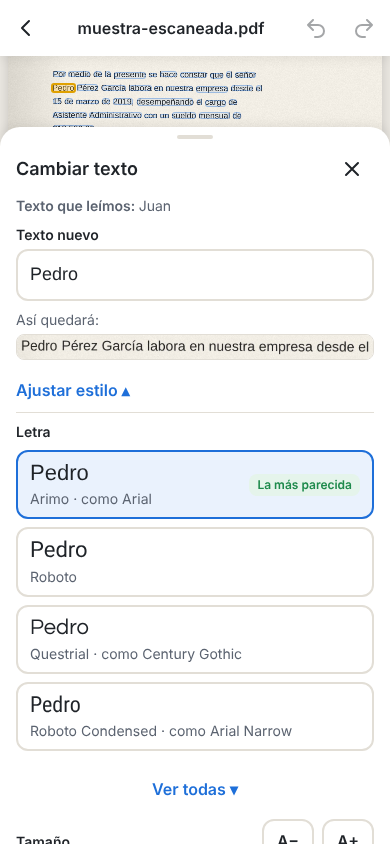 muestra-escaneada.pdf
Por medio de la presente se hace constar que el señor
Pedro Pérez García labora en nuestra empresa desde el
15 de marzo de 2019, desempeñando el cargo de
Asistente Administrativo con un sueldo mensual de
Cambiar texto
Texto que leímos: Juan
Texto nuevo
Pedro
Así quedará:
Pedro Pérez García labora en nuestra empresa desde el
Ajustar estilo ▴
Letra
Pedro
Arimo · como Arial
La más parecida
Pedro
Roboto
Pedro
Questrial · como Century Gothic
Pedro
Roboto Condensed · como Arial Narrow
Ver todas ▾
Tamaño
A−
A+